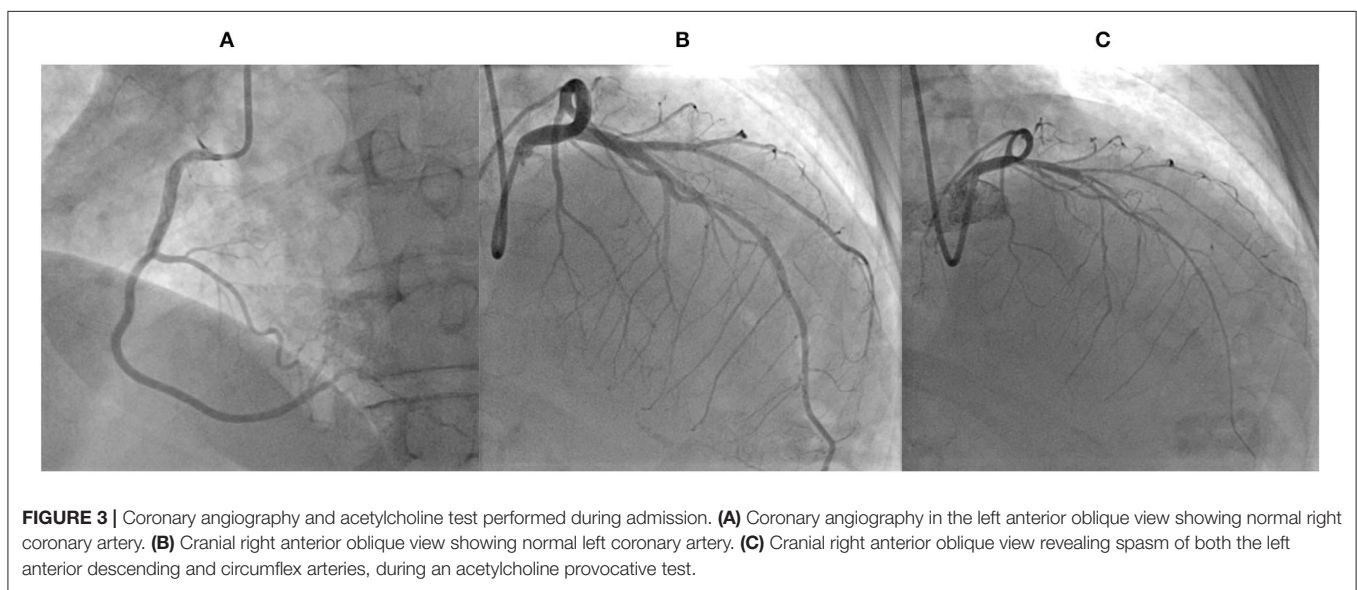 A B C
FIGURE 3 | Coronary angiography and acetylcholine test performed during admission. (A) Coronary angiography in the left anterior oblique view showing normal right
coronary artery. (B) Cranial right anterior oblique view showing normal left coronary artery. (C) Cranial right anterior oblique view revealing spasm of both the left
anterior descending and circumflex arteries, during an acetylcholine provocative test.